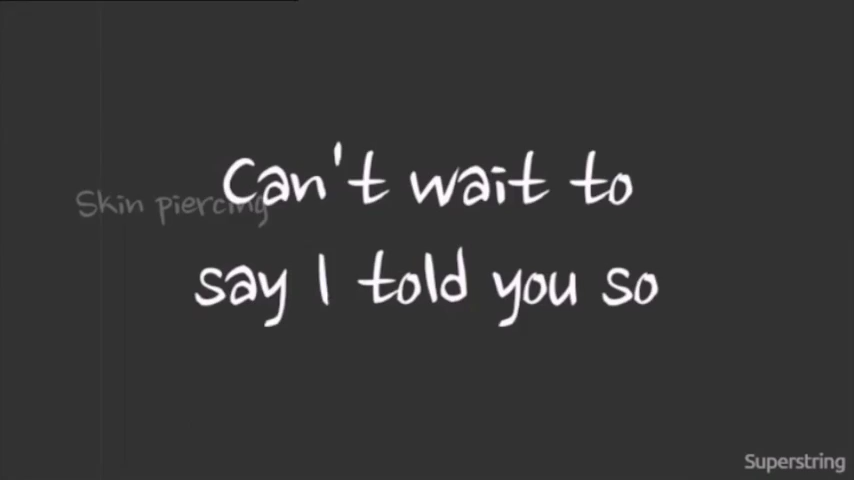 Can't wait to
Skin piercing
say I told you so
Superstring